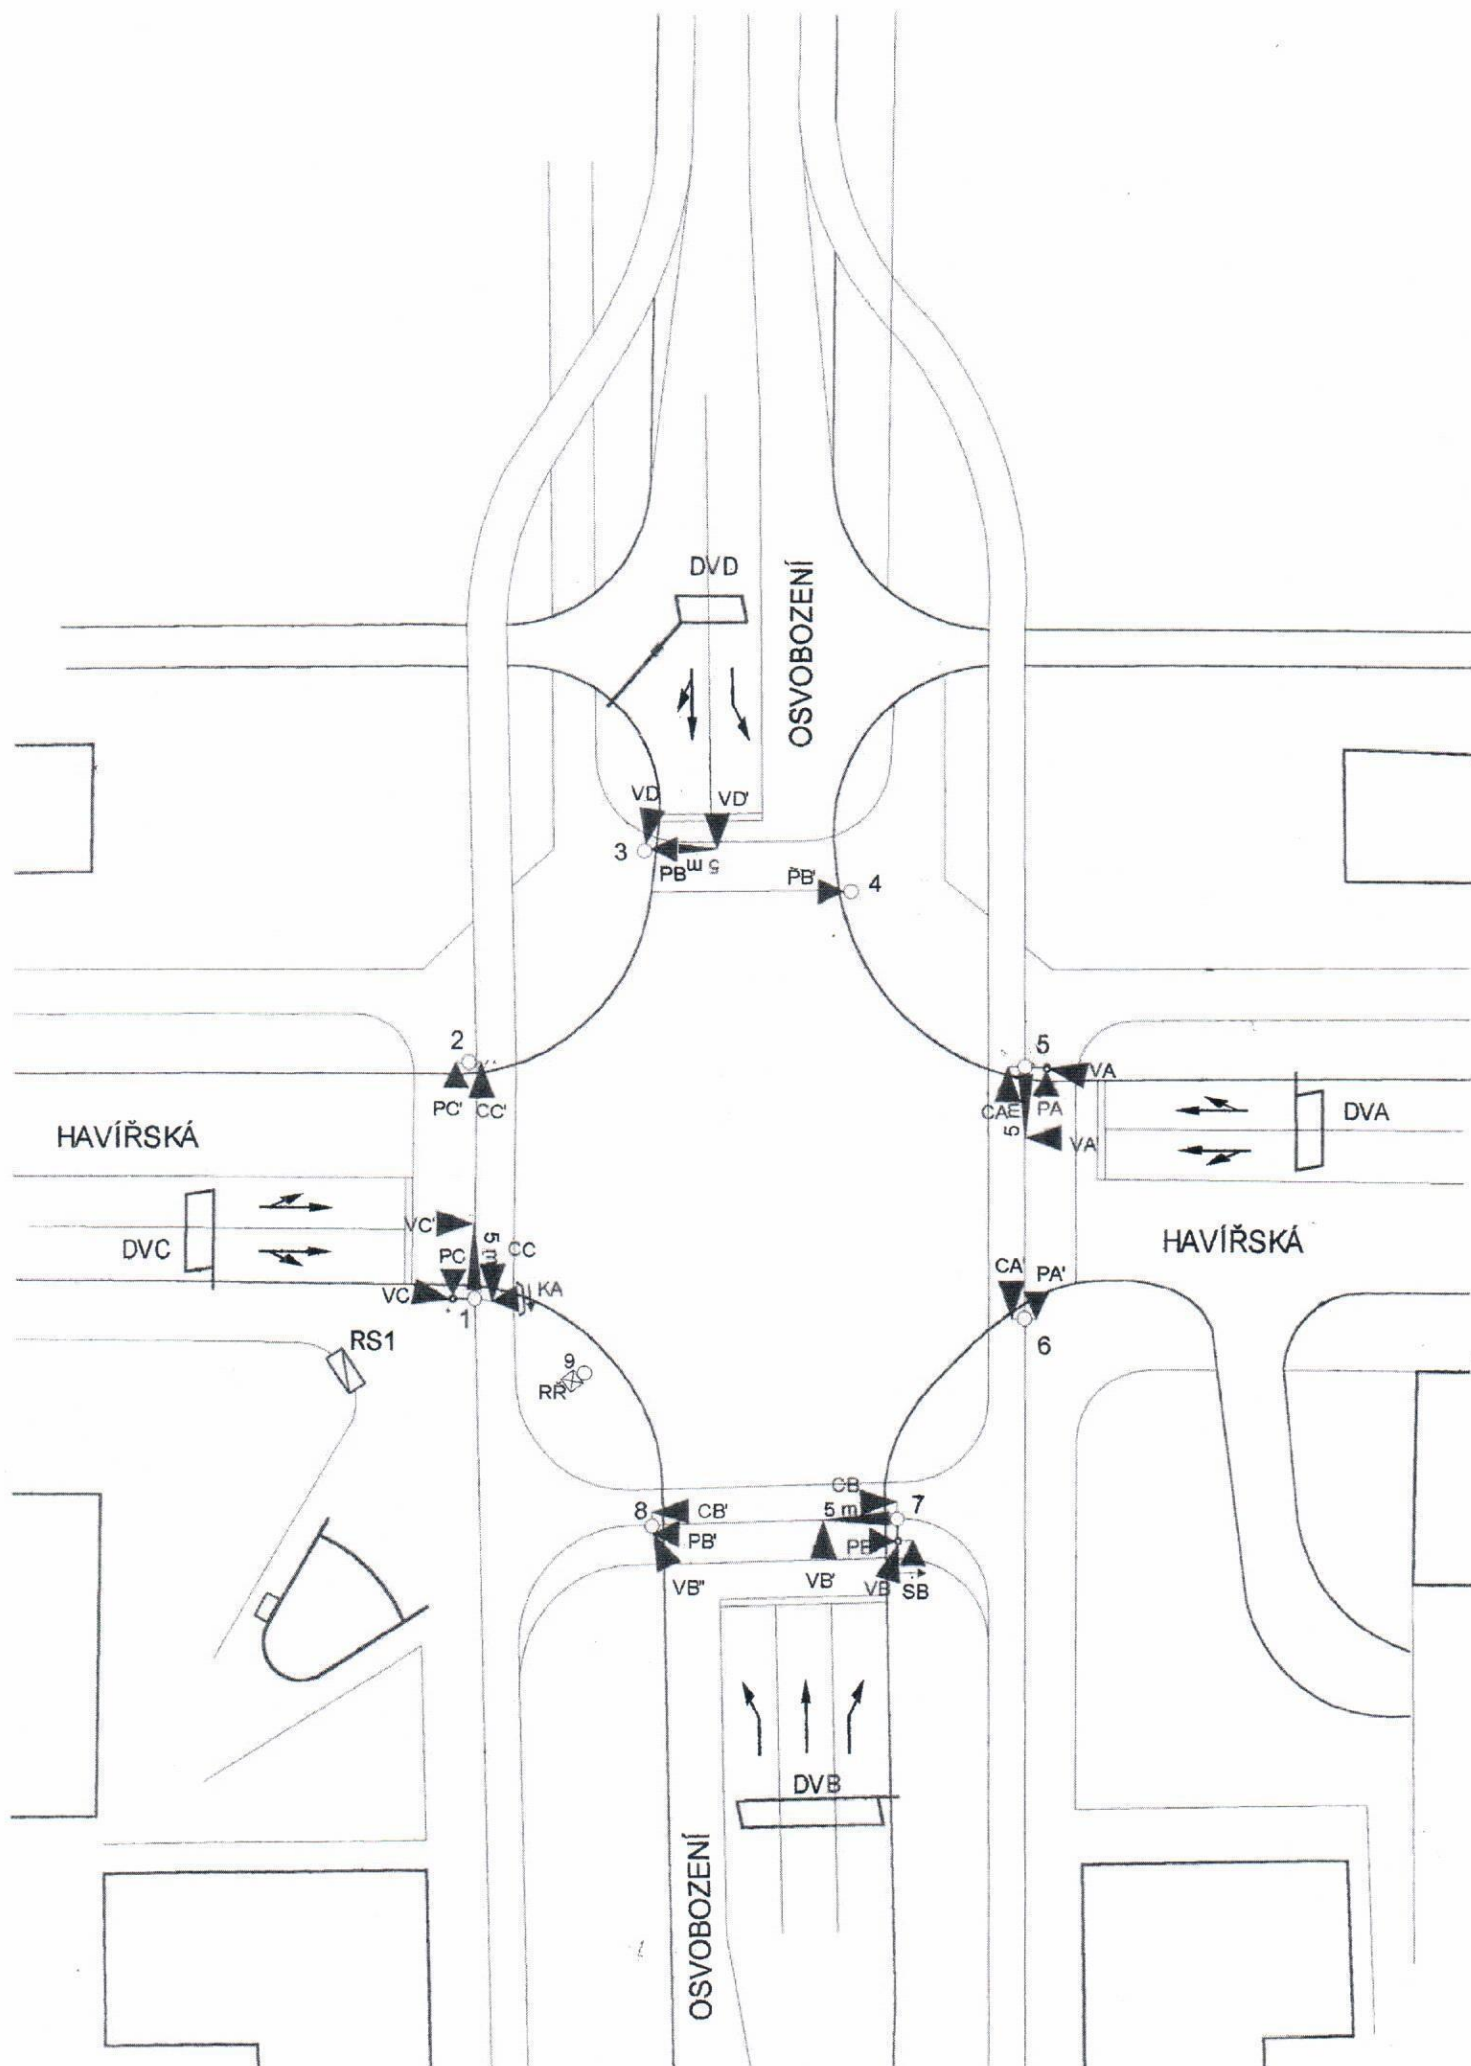 DVD
OSVOBOZENÍ
VD
VD'
3
PB
5 m
PB'
4
2
5
PC'
CC'
CA
5 m
PA
VA
DVA
HAVÍŘSKÁ
VA'
VC'
DVC
PC
5 m
CC
HAVÍŘSKÁ
VC
1
KA
CA'
PA'
RS1
6
9
RŘ
CB
8
CB'
5 m
7
PB'
PB
VB"
VB'
VB
SB
DVB
OSVOBOZENÍ